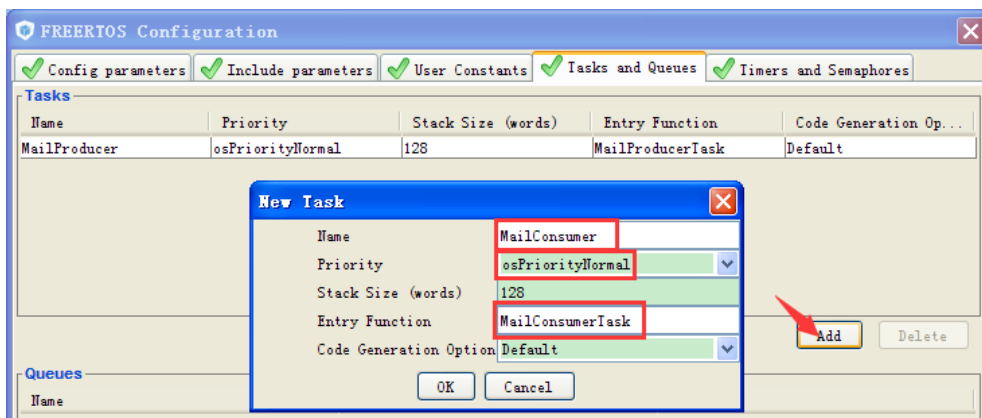 FREERTOS Configuration
Config parameters Include parameters User Constants Tasks and Queues Timers and Semaphores
Tasks
Name Priority Stack Size (words) Entry Function Code Generation Op...
MailProducer osPriorityNormal 128 MailProducerTask Default
New Task
Name MailConsumer
Priority osPriorityNormal
Stack Size (words) 128
Entry Function MailConsumerTask
Code Generation Option Default
Add Delete
OK Cancel
Queues
Name